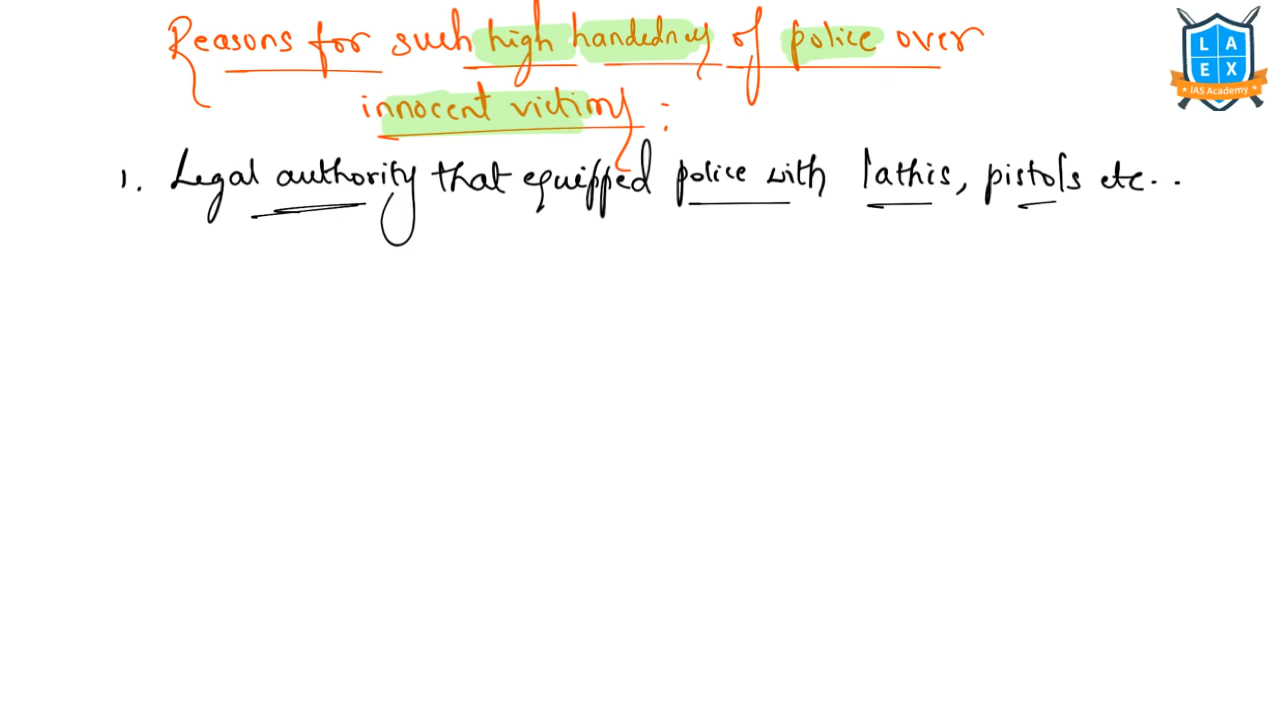 Reasons for such high handedness of police over
innocent victims :
1. Legal authority that equipped police with lathis, pistols etc..
L A
E X
IAS Academy